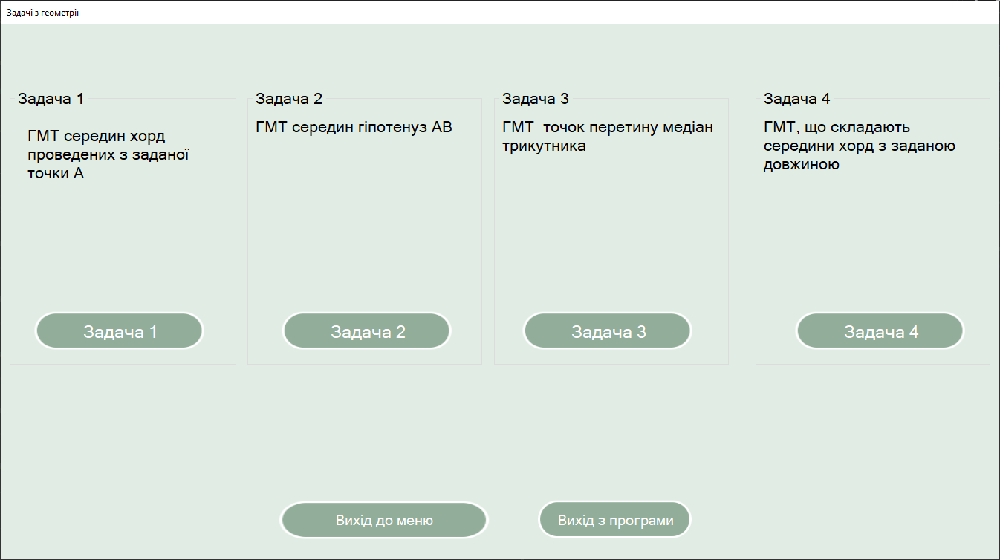 Задачі з геометрії
Задача 1
ГМТ середин хорд
проведених з заданої
точки А
Задача 1
Задача 2
ГМТ середин гіпотенуз АВ
Задача 2
Задача 3
ГМТ  точок перетину медіан
трикутника
Задача 3
Задача 4
ГМТ, що складають
середини хорд з заданою
довжиною
Задача 4
Вихід до меню
Вихід з програми